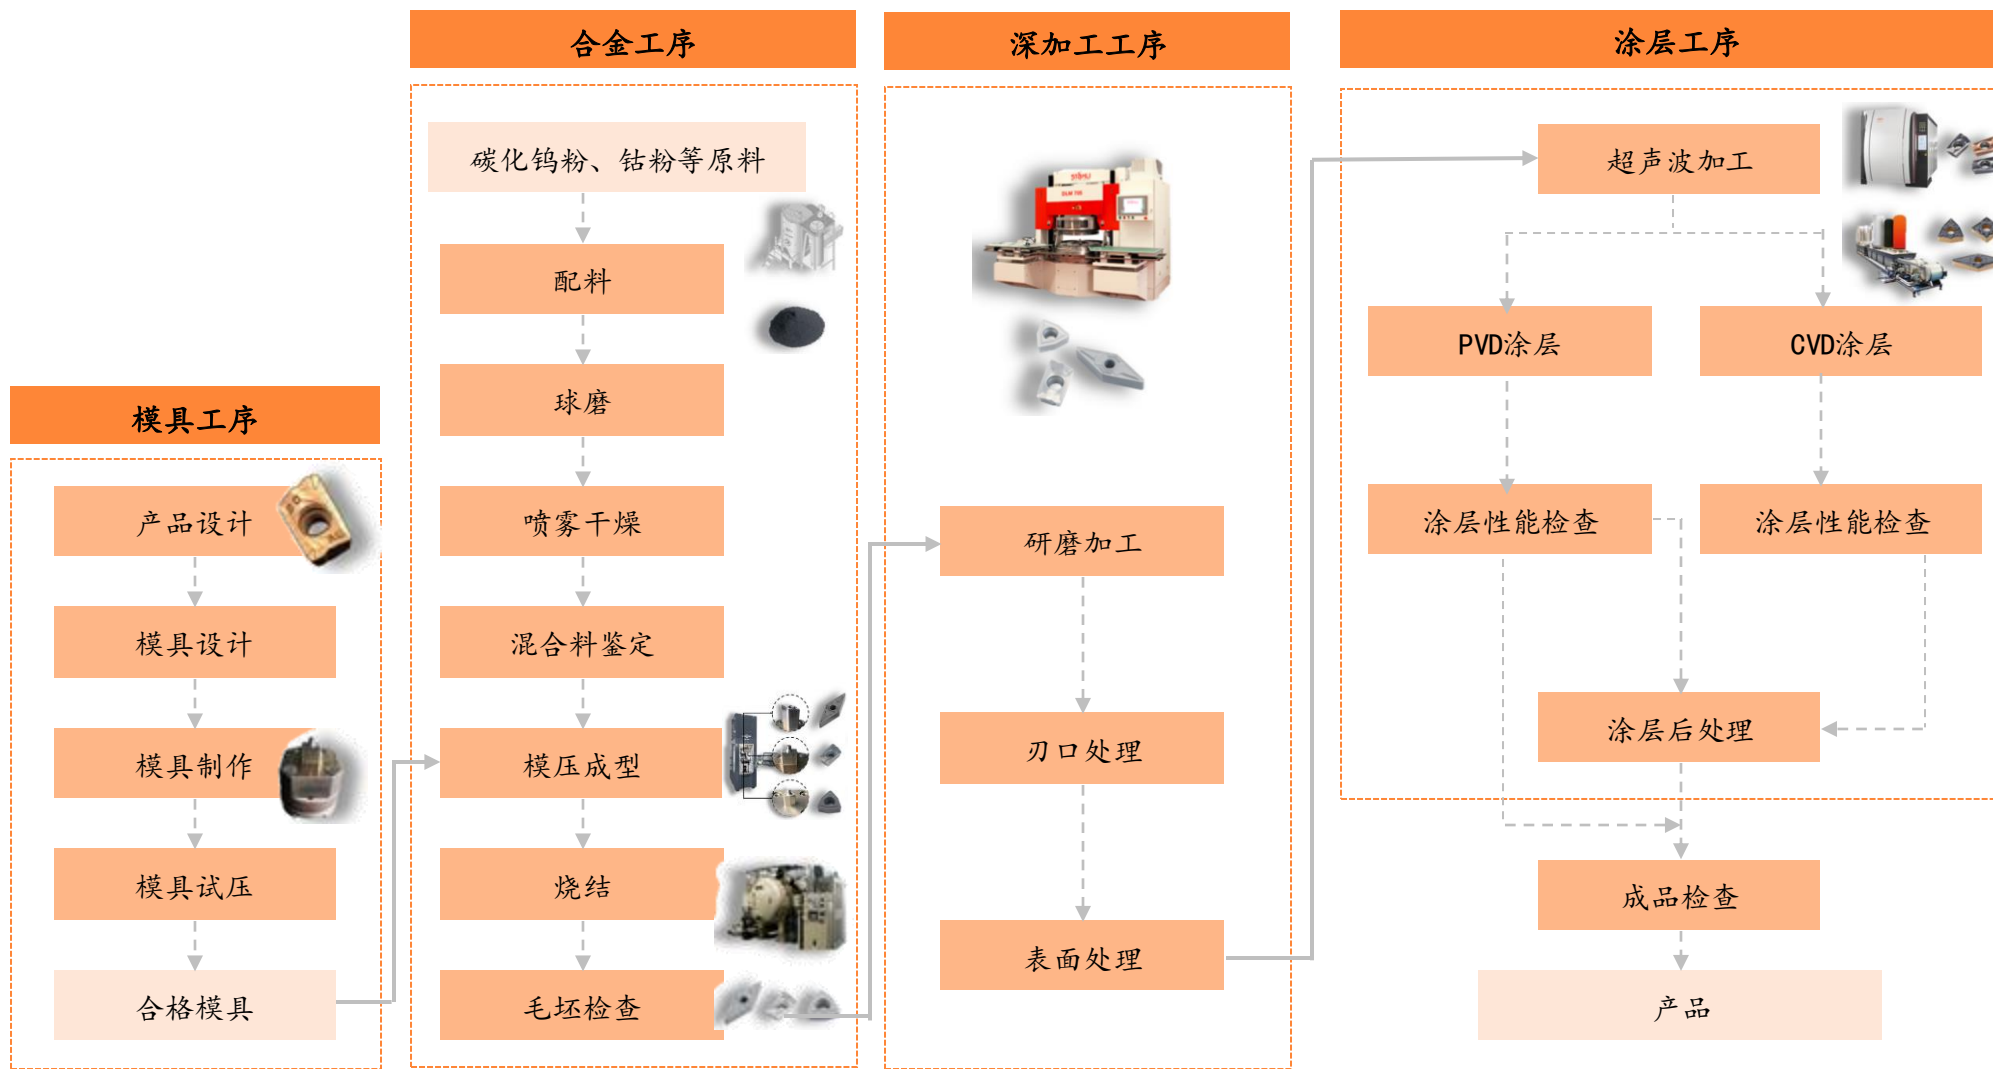 合金工序
深加工工序
涂层工序
模具工序
产品设计
模具设计
模具制作
模具试压
合格模具
碳化钨粉、钴粉等原料
配料
球磨
喷雾干燥
混合料鉴定
模压成型
烧结
毛坯检查
研磨加工
刃口处理
表面处理
超声波加工
PVD涂层
CVD涂层
涂层性能检查
涂层性能检查
涂层后处理
成品检查
产品